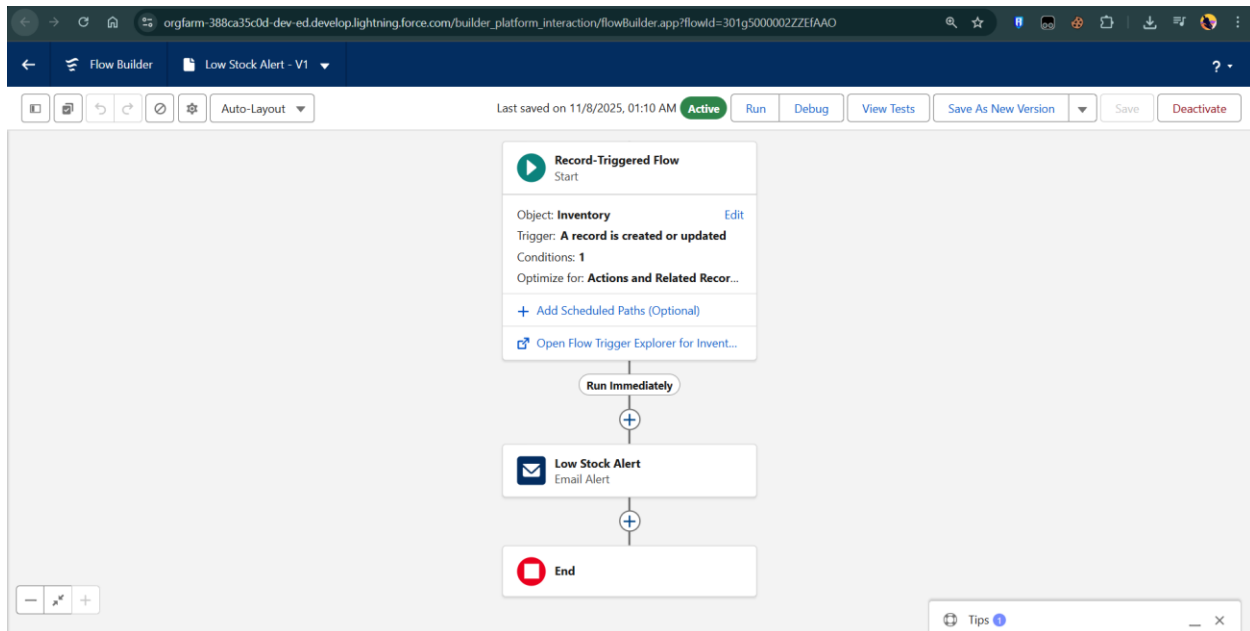 orgfarm-388ca35c0d-dev-ed.develop.lightning.force.com/builder_platform_interaction/flowBuilder.app?flowId=301g5000002ZZEfAAO
Flow Builder Low Stock Alert - V1 ?
Auto-Layout Last saved on 11/8/2025, 01:10 AM Active Run Debug View Tests Save As New Version Save Deactivate
Record-Triggered Flow
Start
Object: Inventory Edit
Trigger: A record is created or updated
Conditions: 1
Optimize for: Actions and Related Recor...
+ Add Scheduled Paths (Optional)
Open Flow Trigger Explorer for Invent...
Run Immediately
Low Stock Alert
Email Alert
End
Tips 1